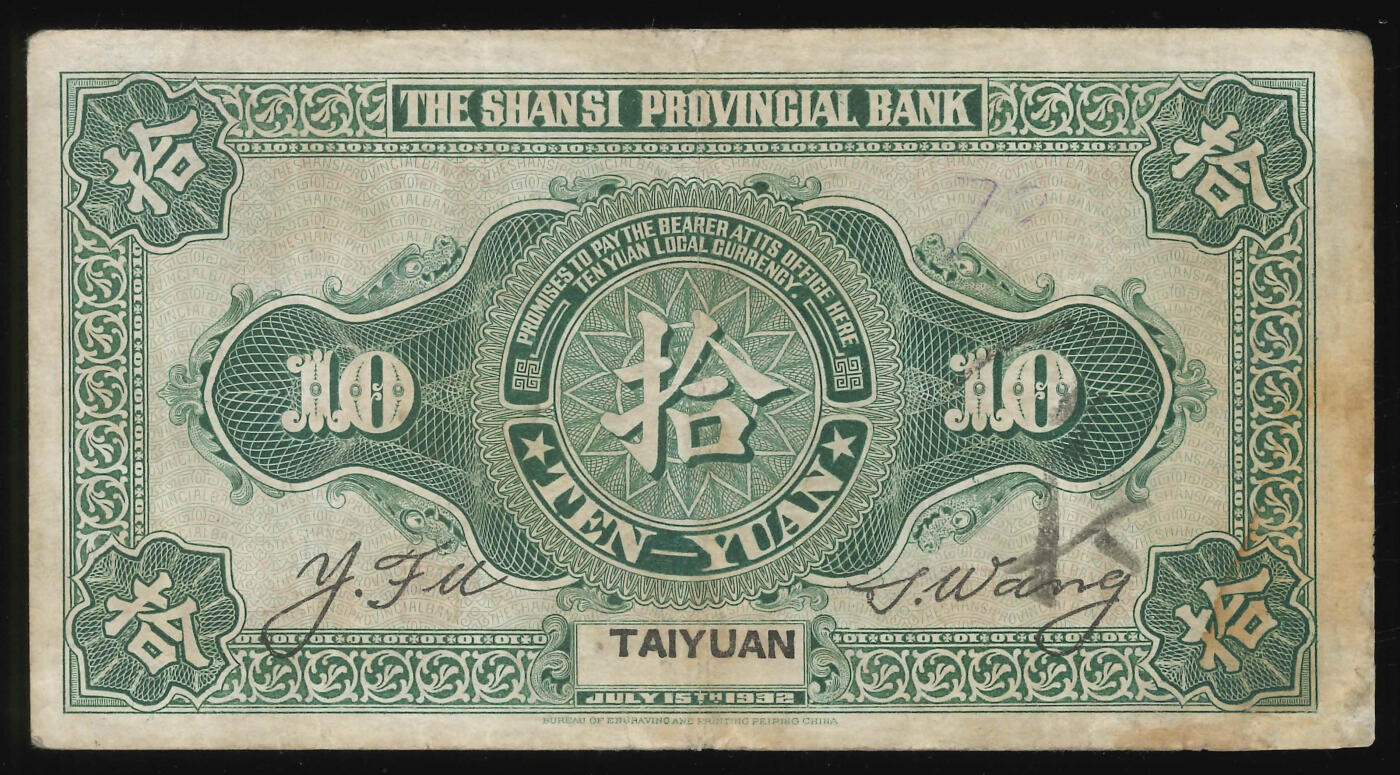 THE SHANSI PROVINCIAL BANK
拾
拾
PROMISES TO PAY THE BEARER AT ITS OFFICE HERE
TEN YUAN LOCAL CURRENCY.
10
拾
10
TEN—YUAN
Y. Fu
S. Wang
拾
TAIYUAN
拾
JULY 15TH 1932
BUREAU OF ENGRAVING AND PRINTING PEIPING CHINA